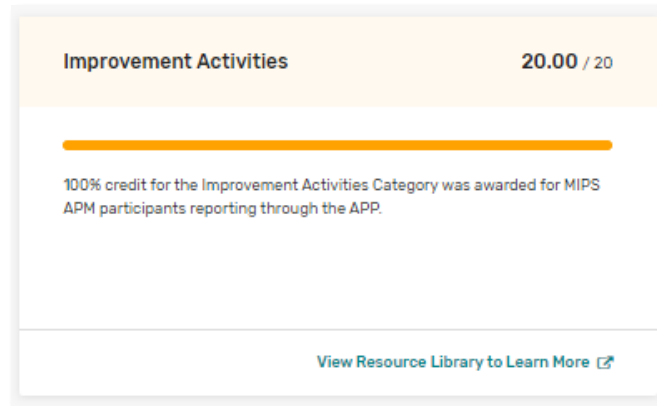 Improvement Activities 20.00 / 20
100% credit for the Improvement Activities Category was awarded for MIPS
APM participants reporting through the APP.
View Resource Library to Learn More